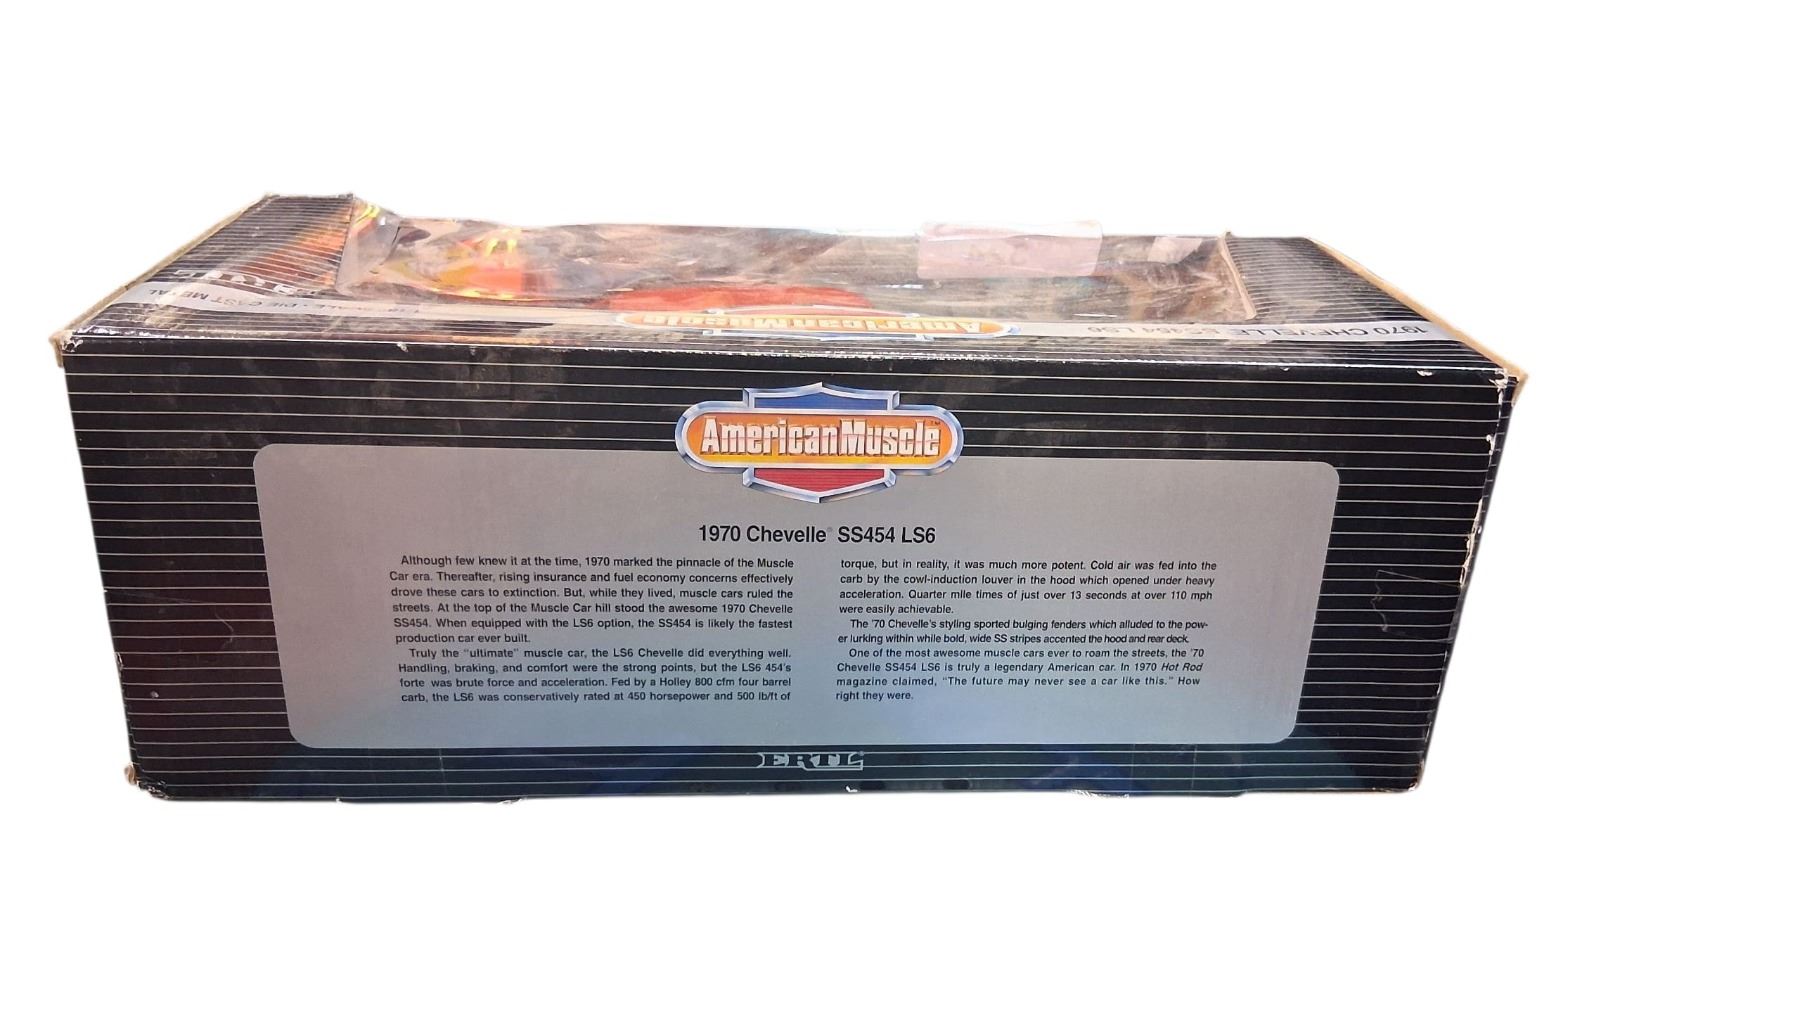 ERTL
1:18 SCALE · DIE CAST METAL
AmericanMuscle
1970 CHEVELLE SS454 LS6
AmericanMuscle™
1970 Chevelle® SS454 LS6
Although few knew it at the time, 1970 marked the pinnacle of the Muscle
Car era. Thereafter, rising insurance and fuel economy concerns effectively
drove these cars to extinction. But, while they lived, muscle cars ruled the
streets. At the top of the Muscle Car hill stood the awesome 1970 Chevelle
SS454. When equipped with the LS6 option, the SS454 is likely the fastest
production car ever built.
Truly the "ultimate" muscle car, the LS6 Chevelle did everything well.
Handling, braking, and comfort were the strong points, but the LS6 454's
forte was brute force and acceleration. Fed by a Holley 800 cfm four barrel
carb, the LS6 was conservatively rated at 450 horsepower and 500 lb/ft of
torque, but in reality, it was much more potent. Cold air was fed into the
carb by the cowl-induction louver in the hood which opened under heavy
acceleration. Quarter mile times of just over 13 seconds at over 110 mph
were easily achievable.
The '70 Chevelle's styling sported bulging fenders which alluded to the pow-
er lurking within while bold, wide SS stripes accented the hood and rear deck.
One of the most awesome muscle cars ever to roam the streets, the '70
Chevelle SS454 LS6 is truly a legendary American car. In 1970 Hot Rod
magazine claimed, "The future may never see a car like this." How
right they were.
ERTL®